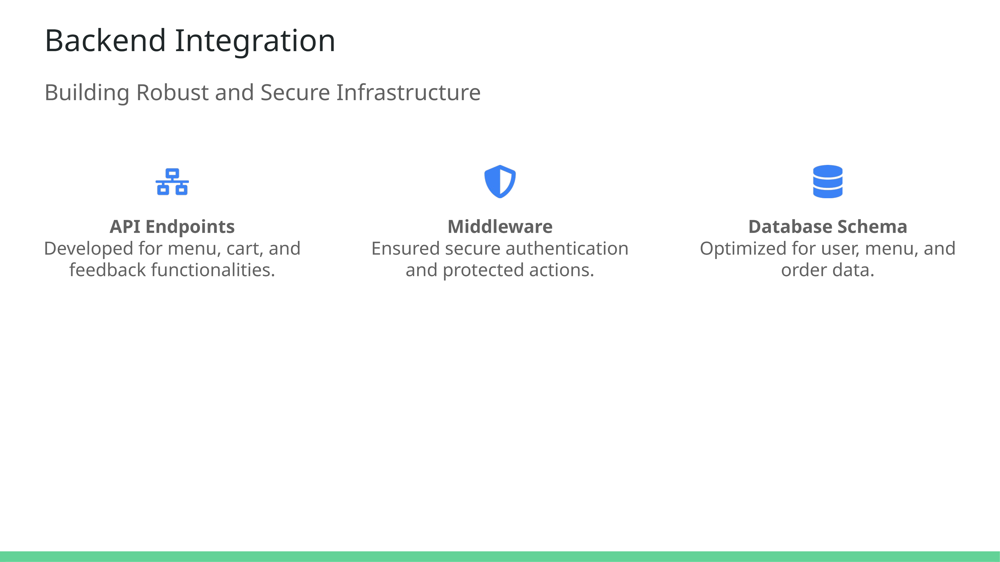 Backend Integration
Building Robust and Secure Infrastructure
API Endpoints
Developed for menu, cart, and
feedback functionalities.
Middleware
Ensured secure authentication
and protected actions.
Database Schema
Optimized for user, menu, and
order data.